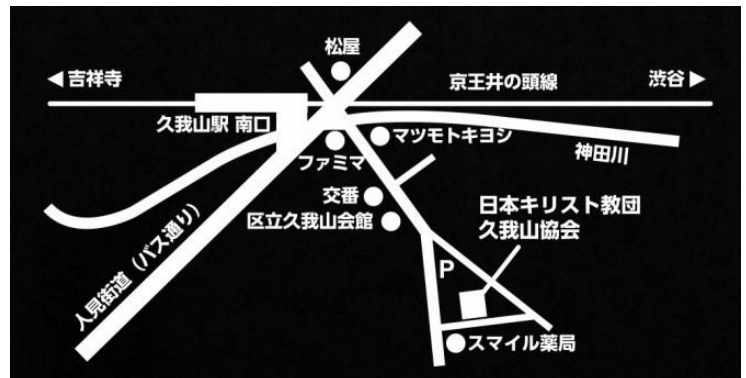 松屋
◀吉祥寺
京王井の頭線
渋谷▶
久我山駅 南口
マツモトキヨシ
ファミマ
神田川
交番
区立久我山会館
日本キリスト教団
久我山協会
人見街道（バス通り）
P
スマイル薬局